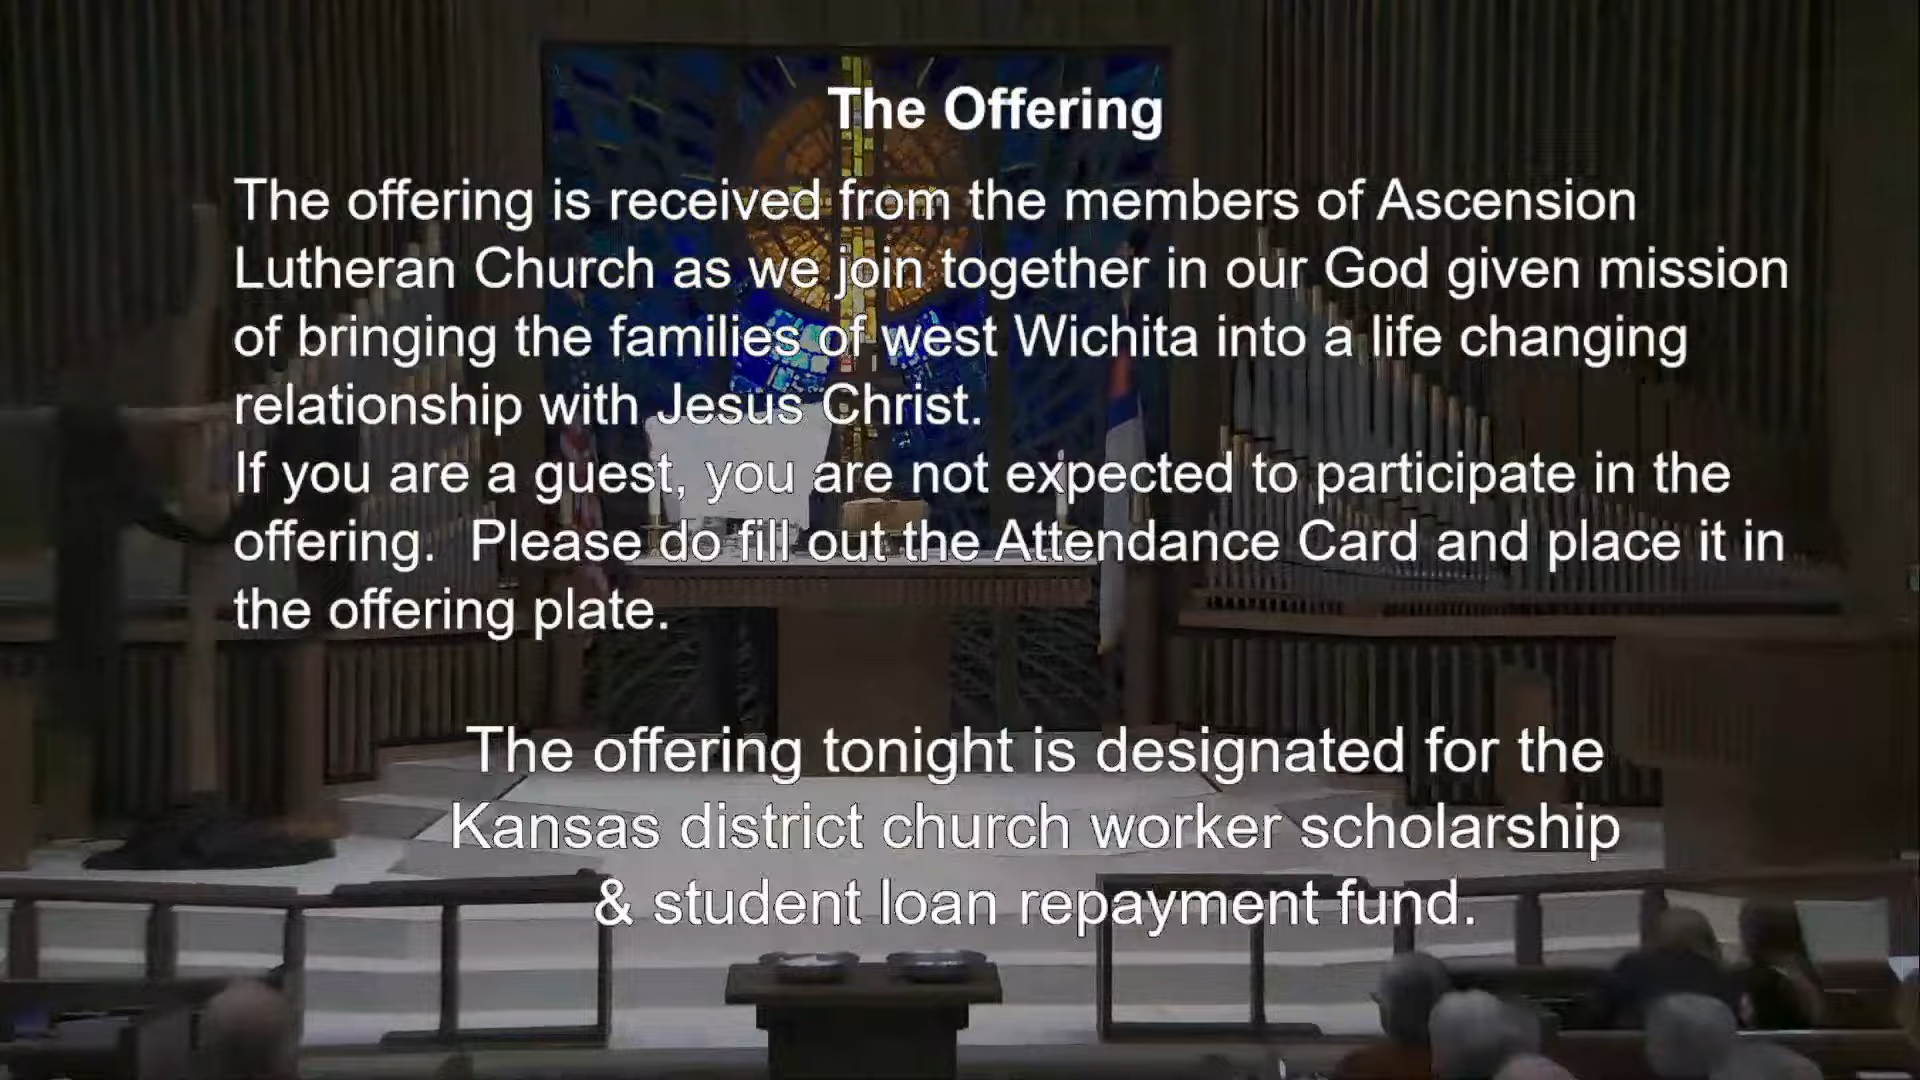 The Offering
The offering is received from the members of Ascension
Lutheran Church as we join together in our God given mission
of bringing the families of west Wichita into a life changing
relationship with Jesus Christ.
If you are a guest, you are not expected to participate in the
offering.  Please do fill out the Attendance Card and place it in
the offering plate.
The offering tonight is designated for the
Kansas district church worker scholarship
& student loan repayment fund.